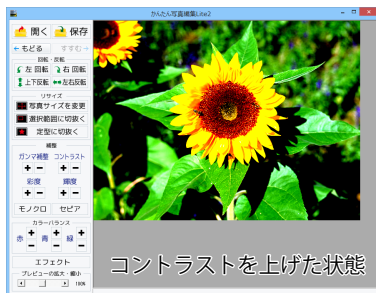 かんたん写真編集Lite2
開く 保存
もどる すすむ
回転・反転
左 回転 右 回転
上下反転 左右反転
リサイズ
写真サイズを変更
選択範囲に切抜く
定型に切抜く
補整
ガンマ補整 コントラスト
+ - + -
彩度 輝度
+ - + -
モノクロ セピア
カラーバランス
赤 + - 青 + - 緑 + -
エフェクト
プレビューの拡大・縮小
100%
コントラストを上げた状態